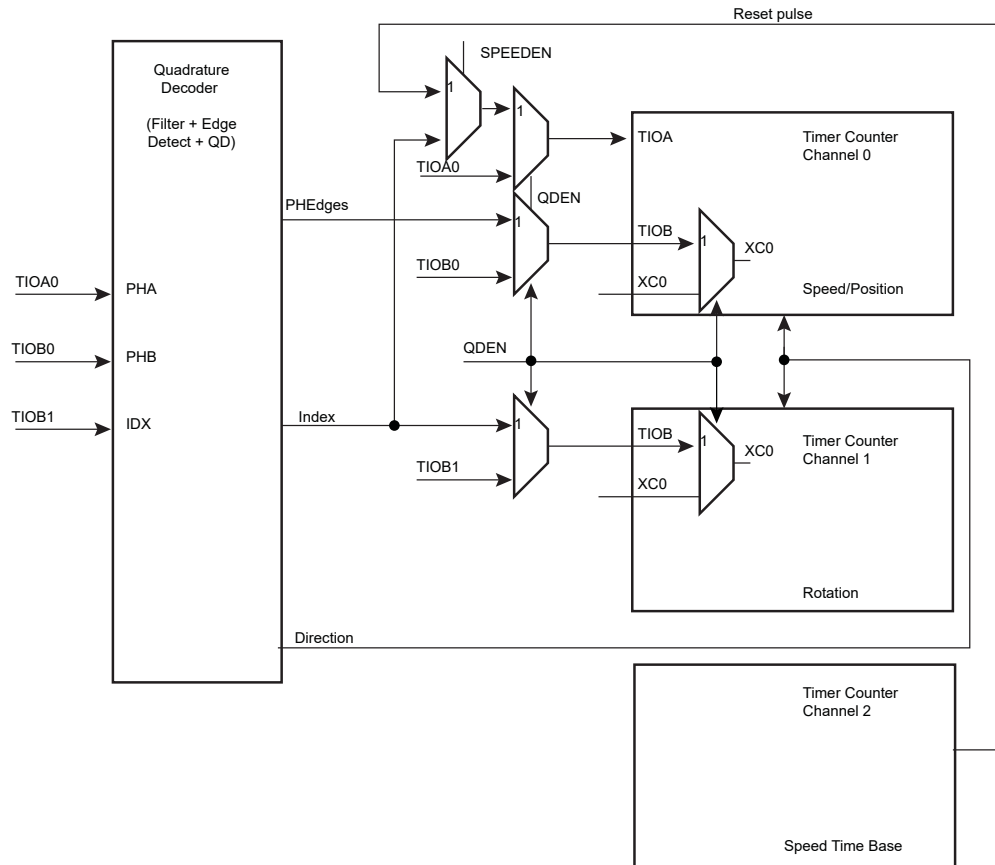 Reset pulse
SPEEDEN
Quadrature
Decoder
(Filter + Edge
Detect + QD)
1
1
TIOA
Timer Counter
Channel 0
TIOA0
QDEN
PHEdges
1
TIOB
1
XC0
TIOB0
XC0
Speed/Position
TIOA0
PHA
TIOB0
PHB
QDEN
TIOB1
IDX
Index
1
TIOB
1
XC0
Timer Counter
Channel 1
TIOB1
XC0
Rotation
Direction
Timer Counter
Channel 2
Speed Time Base